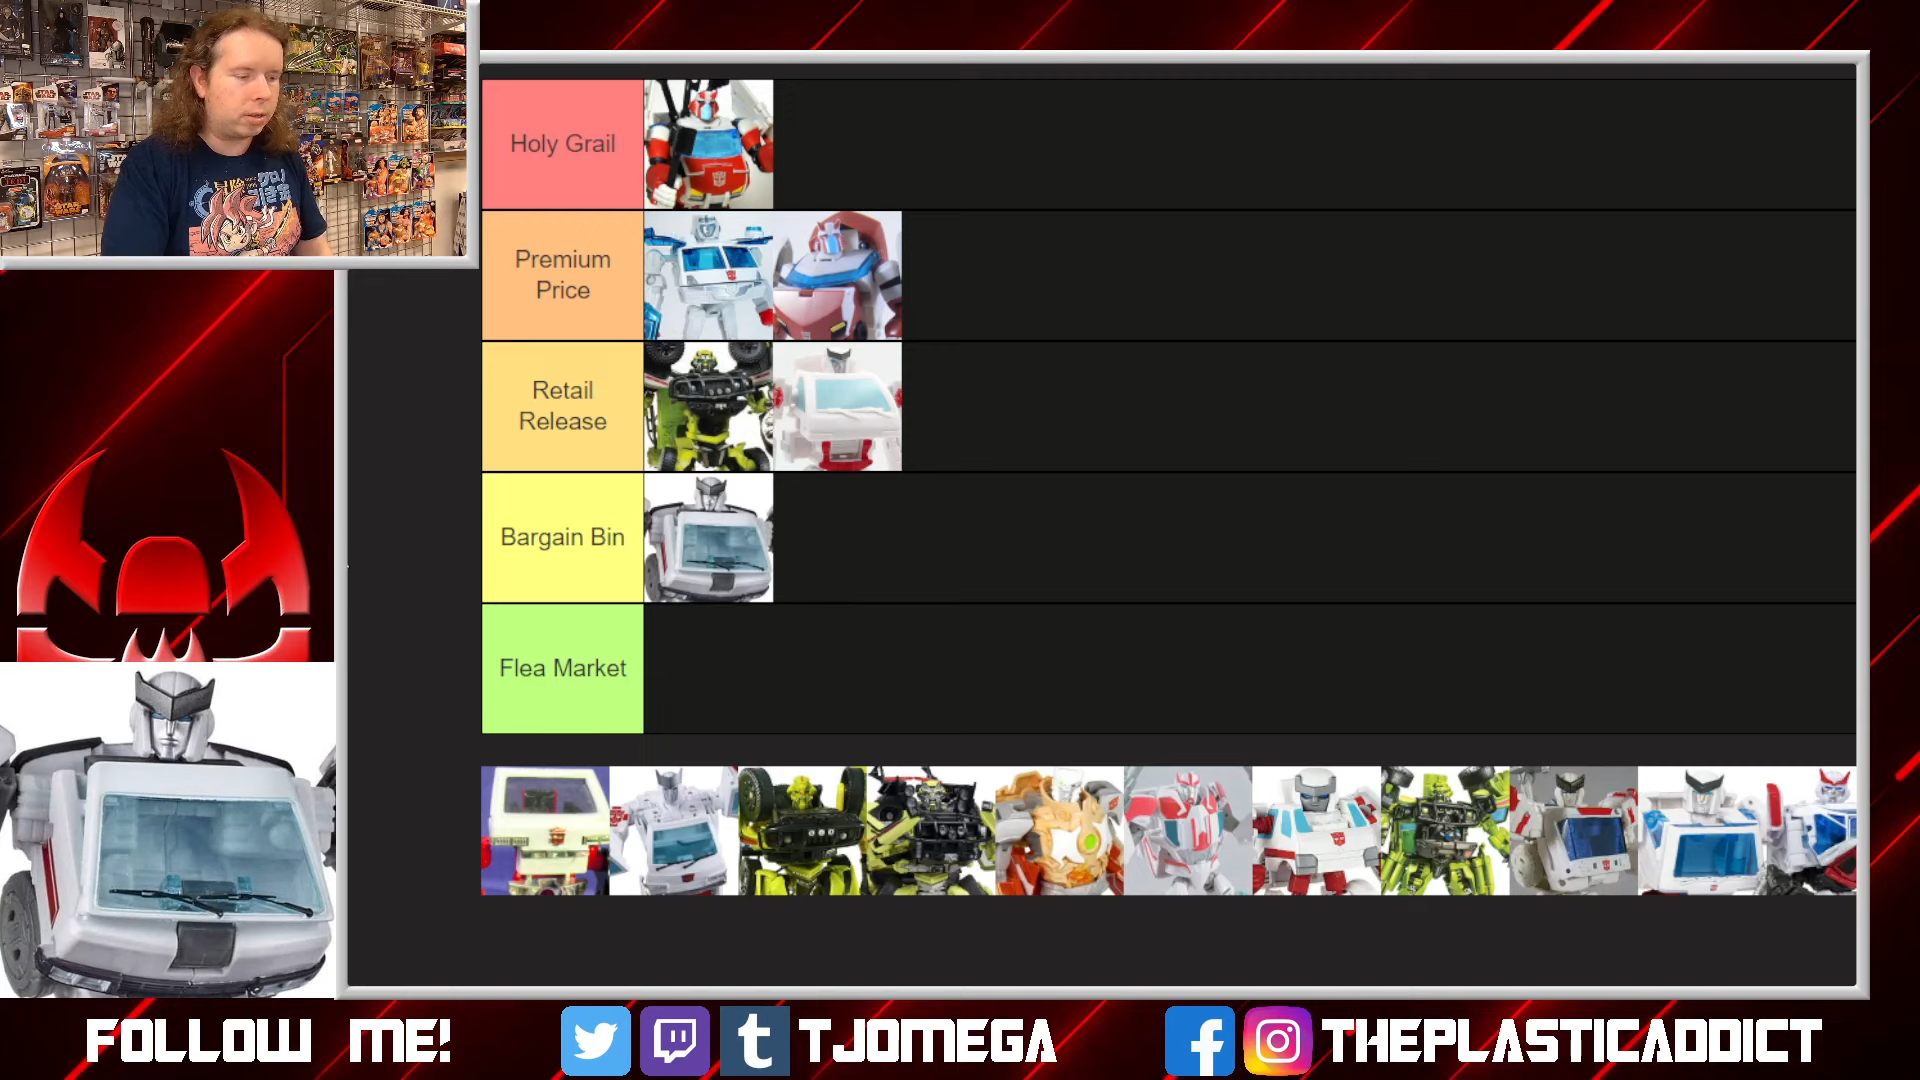 Holy Grail
Premium
Price
Retail
Release
Bargain Bin
Flea Market
FOLLOW ME!
TJOMEGA
THEPLASTICADDICT